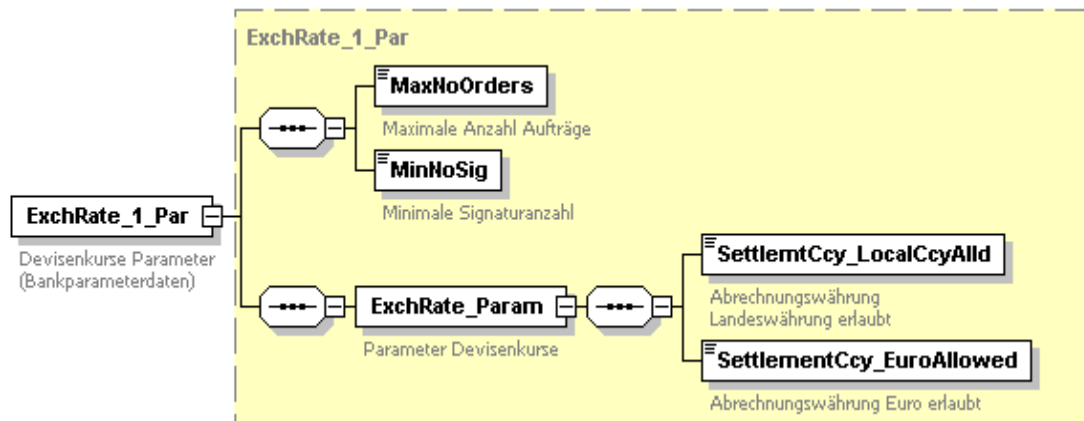 ExchRate_1_Par
MaxNoOrders
Maximale Anzahl Aufträge
MinNoSig
Minimale Signaturanzahl
ExchRate_1_Par
Devisenkurse Parameter
(Bankparameterdaten)
ExchRate_Param
Parameter Devisenkurse
SettlemtCcy_LocalCcyAlld
Abrechnungswährung
Landeswährung erlaubt
SettlementCcy_EuroAllowed
Abrechnungswährung Euro erlaubt